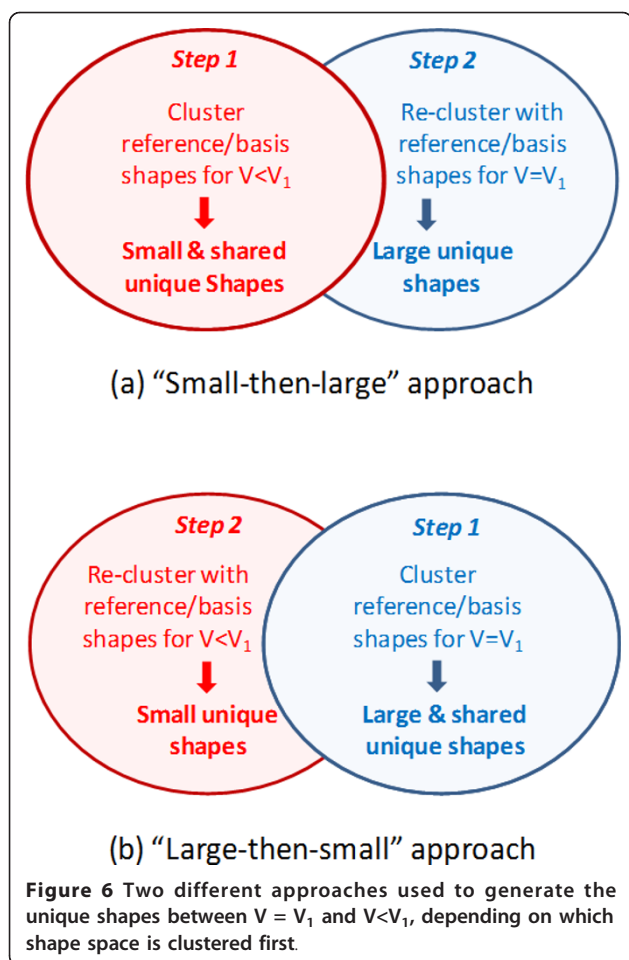 Step 1
Cluster
reference/basis
shapes for V<V₁
Small & shared
unique Shapes
Step 2
Re-cluster with
reference/basis
shapes for V=V₁
Large unique
shapes
(a) “Small-then-large” approach
Step 2
Re-cluster with
reference/basis
shapes for V<V₁
Small unique
shapes
Step 1
Cluster
reference/basis
shapes for V=V₁
Large & shared
unique shapes
(b) “Large-then-small” approach
Figure 6 Two different approaches used to generate the
unique shapes between V = V₁ and V<V₁, depending on which
shape space is clustered first.